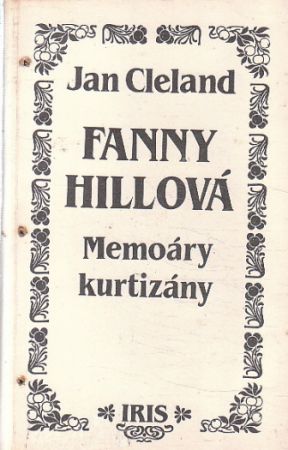 Jan Cleland
FANNY
HILLOVÁ
Memoáry
kurtizány
IRIS